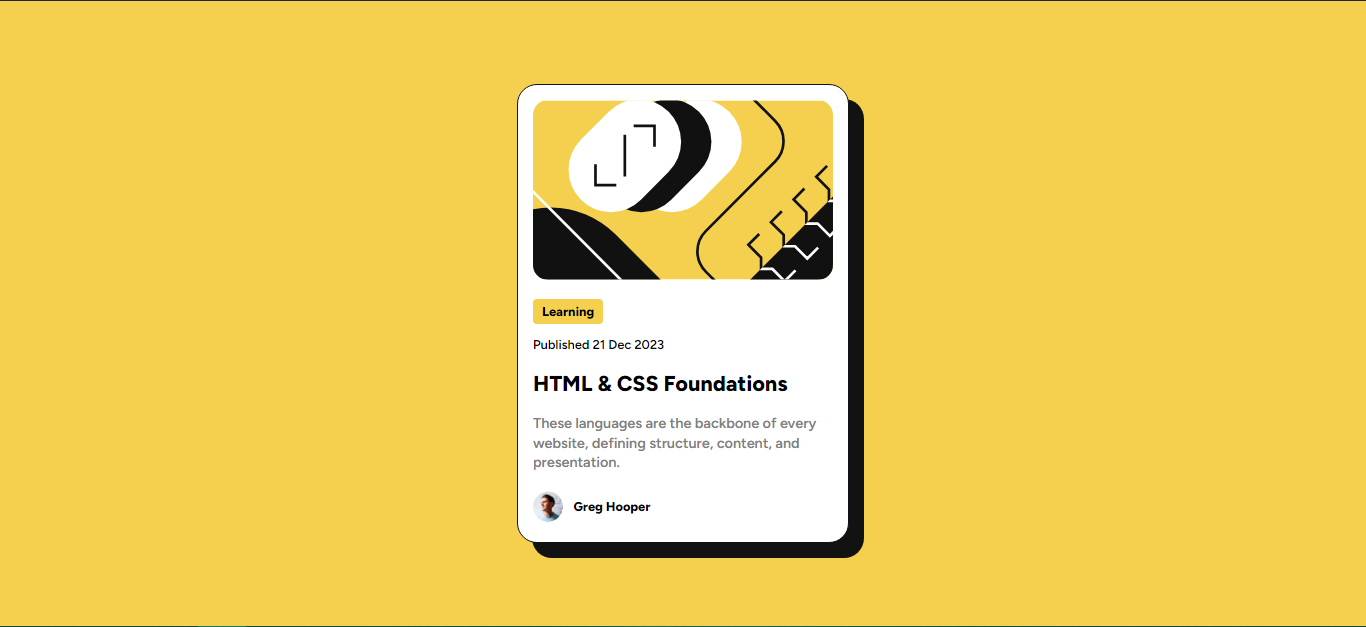 Learning
Published 21 Dec 2023
HTML & CSS Foundations
These languages are the backbone of every
website, defining structure, content, and
presentation.
Greg Hooper